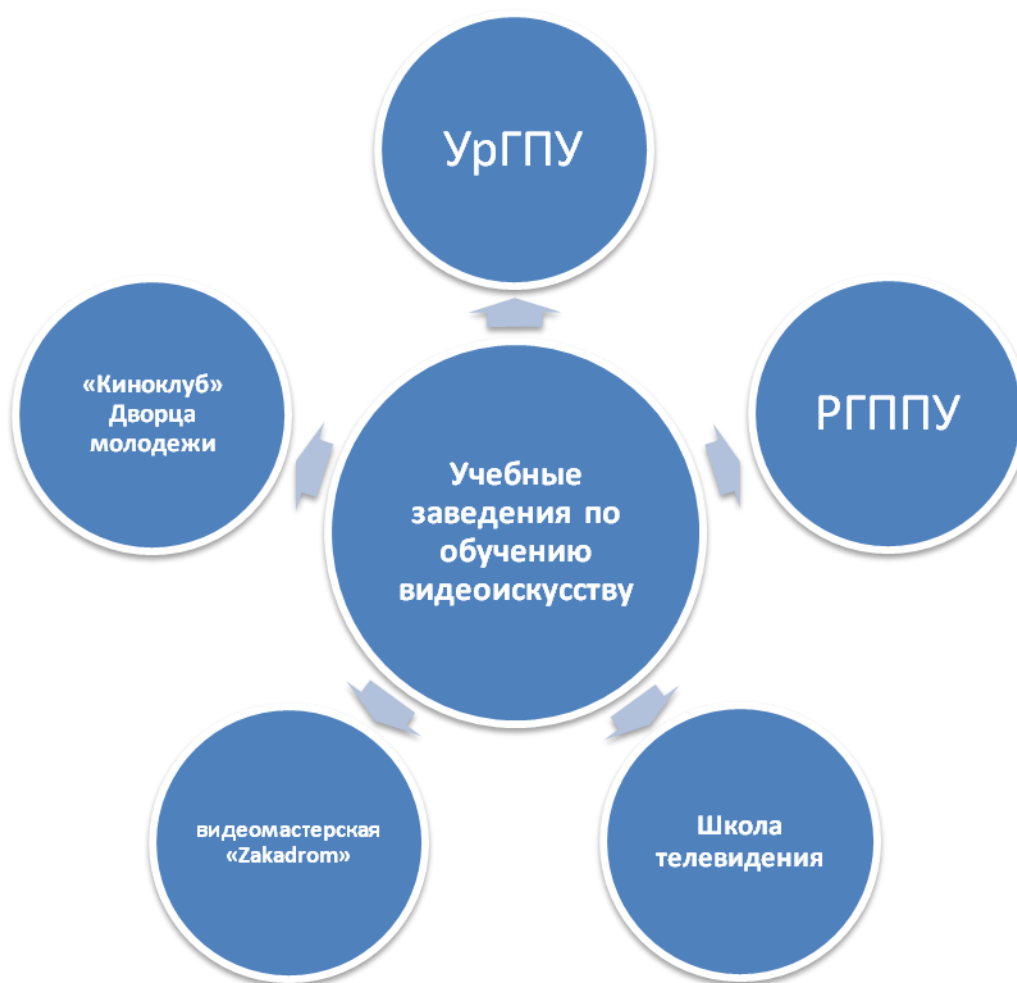 УрГПУ
«Киноклуб»
Дворца
молодежи
РГППУ
Учебные
заведения по
обучению
видеоискусству
видеомастерская
«Zakadrom»
Школа
телевидения